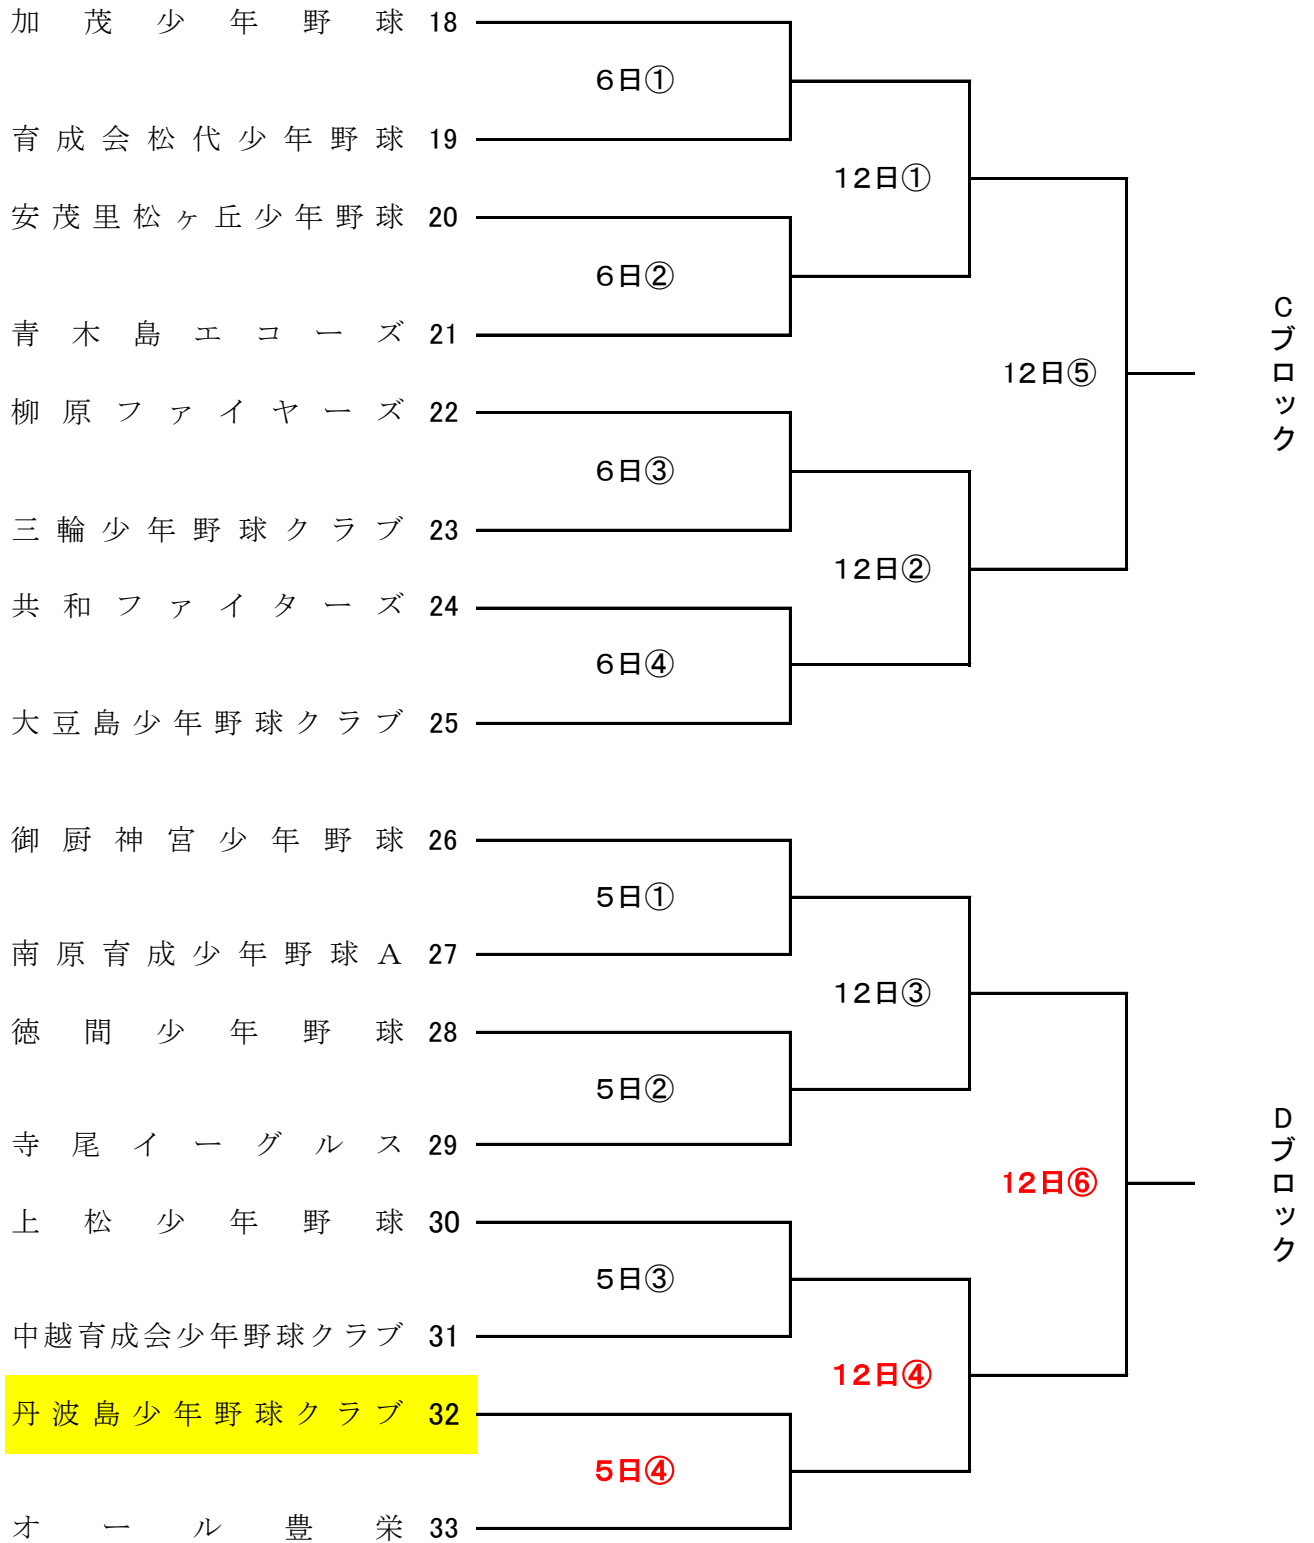 加茂少年野球 18
6日①
育成会松代少年野球 19
12日①
安茂里松ヶ丘少年野球 20
6日②
青木島エコーズ 21
12日⑤
Cブロック
柳原ファイヤーズ 22
6日③
三輪少年野球クラブ 23
12日②
共和ファイターズ 24
6日④
大豆島少年野球クラブ 25
御厨神宮少年野球 26
5日①
南原育成少年野球A 27
12日③
徳間少年野球 28
5日②
寺尾イーグルス 29
12日⑥
Dブロック
上松少年野球 30
5日③
中越育成会少年野球クラブ 31
12日④
丹波島少年野球クラブ 32
5日④
オール豊栄 33